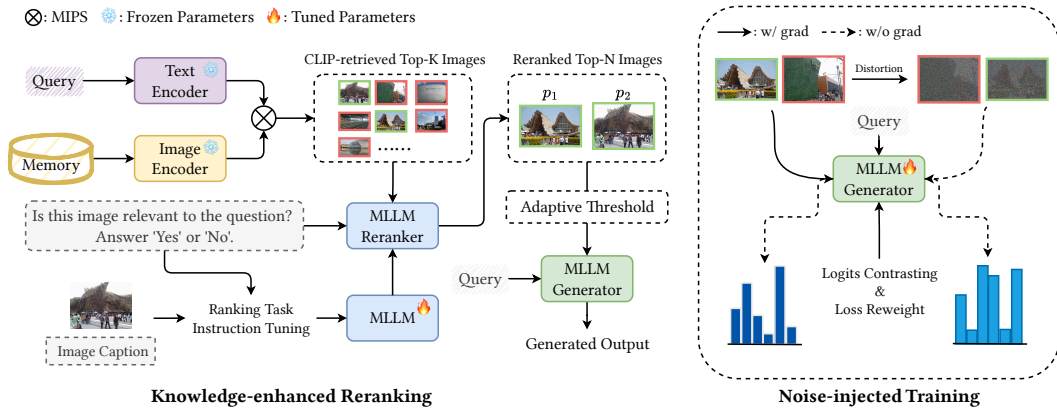 ⊗: MIPS ❄: Frozen Parameters 🔥: Tuned Parameters
Query
Text
Encoder
Memory
Image
Encoder
CLIP-retrieved Top-K Images
......
Reranked Top-N Images
p1
p2
Is this image relevant to the question?
Answer 'Yes' or 'No'.
MLLM
Reranker
Adaptive Threshold
Image Caption
Ranking Task
Instruction Tuning
MLLM
Query
MLLM
Generator
Generated Output
Knowledge-enhanced Reranking
: w/ grad : w/o grad
Distortion
Query
MLLM
Generator
Logits Contrasting
&
Loss Reweight
Noise-injected Training